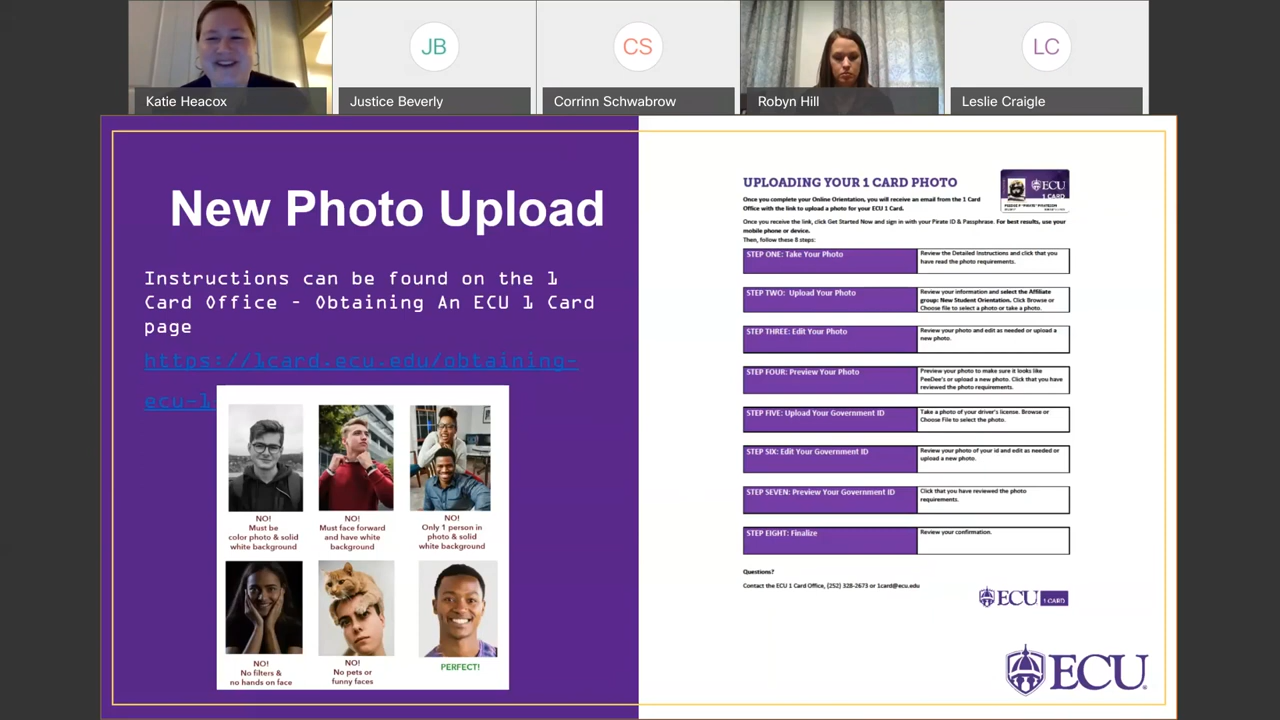 JB
CS
LC
Katie Heacox
Justice Beverly
Corrinn Schwabrow
Robyn Hill
Leslie Craigle
New Photo Upload
Instructions can be found on the 1
Card Office - Obtaining An ECU 1 Card
page
https://1card.ecu.edu/obtaining-
ecu-1
NO!
Must be
color photo & solid
white background
NO!
Must face forward
and have white
background
NO!
Only 1 person in
photo & solid
white background
NO!
No filters &
no hands on face
NO!
No pets or
funny faces
PERFECT!
UPLOADING YOUR 1 CARD PHOTO
ECU
1 CARD
Once you complete your Online Orientation, you will receive an email from the 1 Card
Office with the link to upload a photo for your ECU 1 Card.
Once you receive the link, click Get Started Now and sign in with your Pirate ID & Passphrase. For best results, use your
mobile phone or device.
Then, follow these 8 steps:
STEP ONE: Take Your Photo
Review the Detailed Instructions and click that you
have read the photo requirements.
STEP TWO: Upload Your Photo
Review your information and select the Affiliate
group: New Student Orientation. Click Browse or
Choose file to select a photo or take a photo.
STEP THREE: Edit Your Photo
Review your photo and edit as needed or upload a
new photo.
STEP FOUR: Preview Your Photo
Preview your photo to make sure it looks like
PeeDee's or upload a new photo. Click that you have
reviewed the photo requirements.
STEP FIVE: Upload Your Government ID
Take a photo of your driver's license. Browse or
Choose File to select the photo.
STEP SIX: Edit Your Government ID
Review your photo of your id and edit as needed or
upload a new photo.
STEP SEVEN: Preview Your Government ID
Click that you have reviewed the photo
requirements.
STEP EIGHT: Finalize
Review your confirmation.
Questions?
Contact the ECU 1 Card Office, (252) 328-2673 or 1card@ecu.edu
ECU 1 CARD
ECU